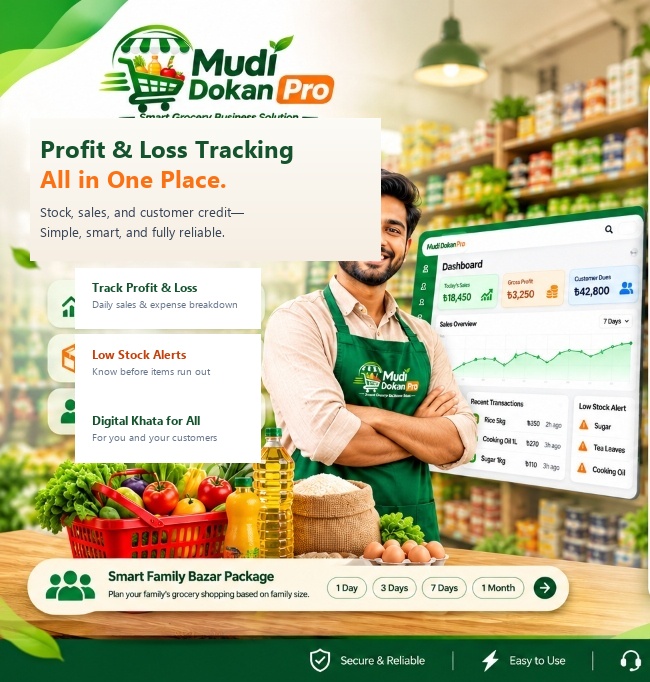 Mudi
Dokan Pro
Smart Grocery Business Solution
Profit & Loss Tracking
All in One Place.
Stock, sales, and customer credit—
Simple, smart, and fully reliable.
Track Profit & Loss
Daily sales & expense breakdown
Low Stock Alerts
Know before items run out
Digital Khata for All
For you and your customers
Mudi
Dokan Pro
Mudi Dokan Pro
Dashboard
Today's Sales
৳18,450
Gross Profit
৳3,250
Customer Dues
৳42,800
Sales Overview
7 Days
Recent Transactions
Rice 5kg ৳350 2h ago
Cooking Oil 1L ৳270 3h ago
Sugar 1kg ৳110 3h ago
Low Stock Alert
Sugar
Tea Leaves
Cooking Oil
Smart Family Bazar Package
Plan your family's grocery shopping based on family size.
1 Day
3 Days
7 Days
1 Month
Secure & Reliable
Easy to Use